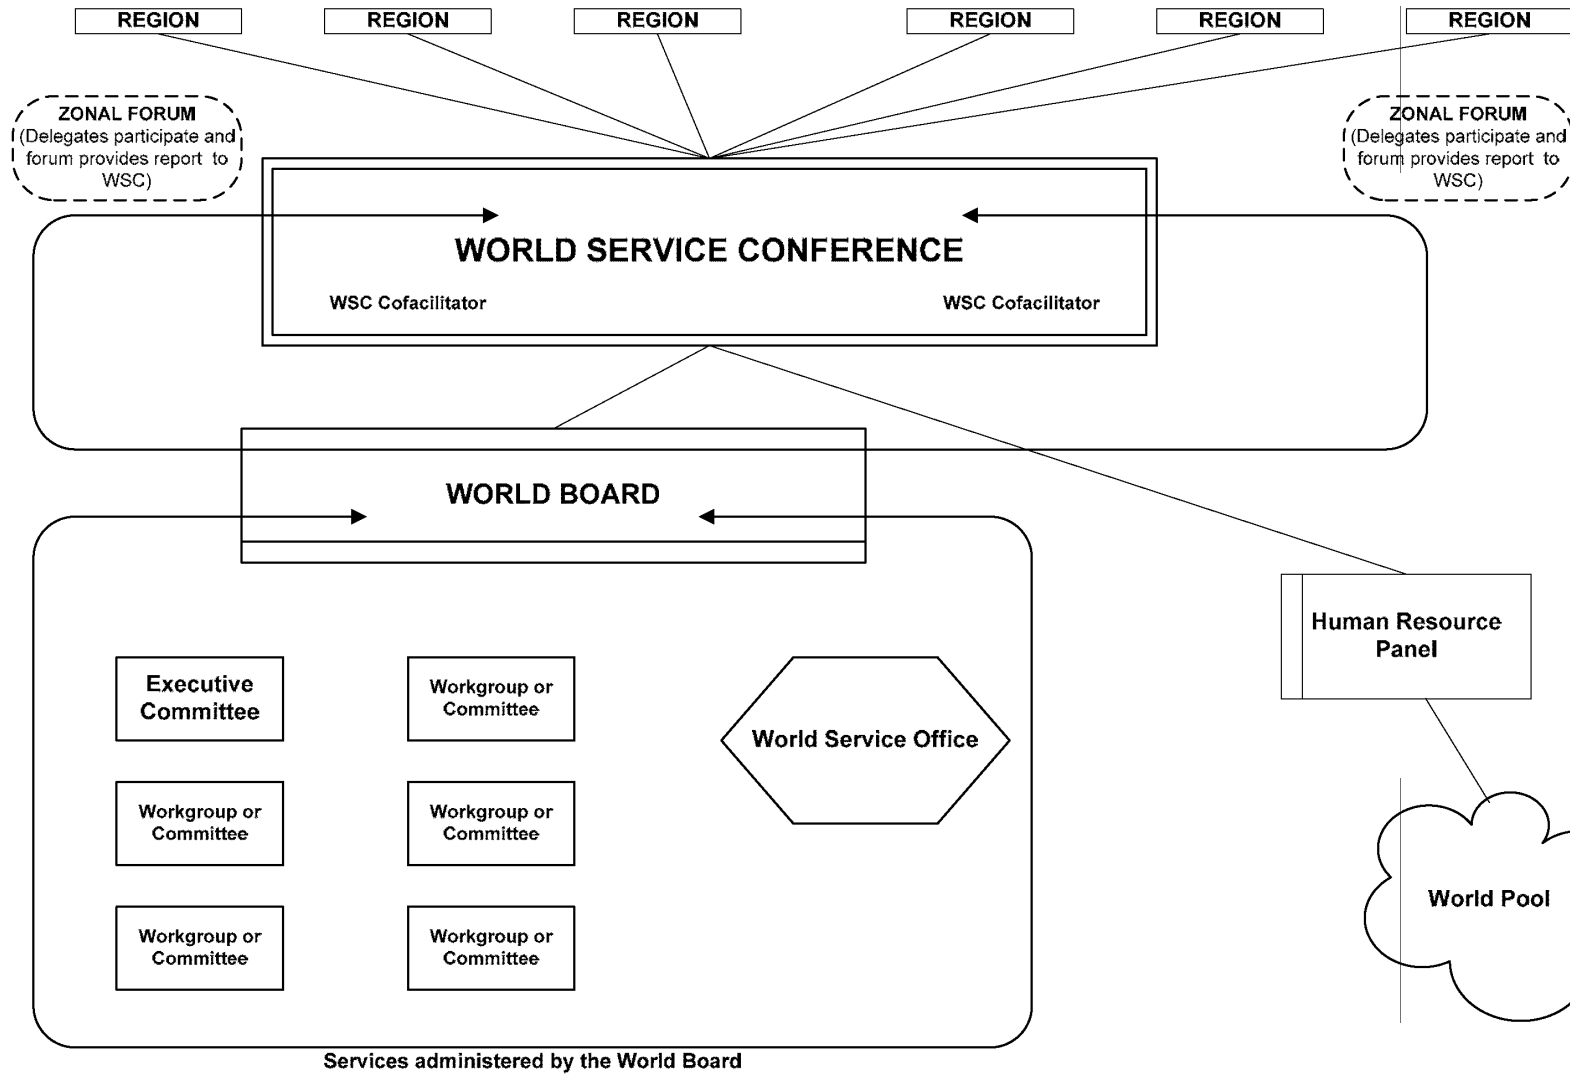 REGION
REGION
REGION
REGION
REGION
REGION
ZONAL FORUM
(Delegates participate and
forum provides report to
WSC)
ZONAL FORUM
(Delegates participate and
forum provides report to
WSC)
WORLD SERVICE CONFERENCE
WSC Cofacilitator
WSC Cofacilitator
WORLD BOARD
Human Resource
Panel
Executive
Committee
Workgroup or
Committee
World Service Office
Workgroup or
Committee
Workgroup or
Committee
World Pool
Workgroup or
Committee
Workgroup or
Committee
Services administered by the World Board